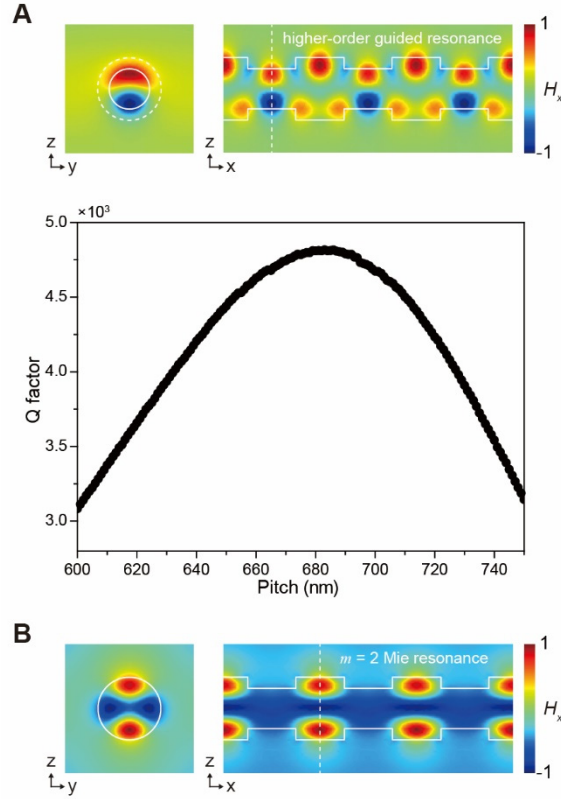 A
higher-order guided resonance
1
Hx
-1
z
y
z
x
×10³
5.0
4.5
4.0
3.5
3.0
Q factor
600 620 640 660 680 700 720 740
Pitch (nm)
B
m = 2 Mie resonance
1
Hx
-1
z
y
z
x